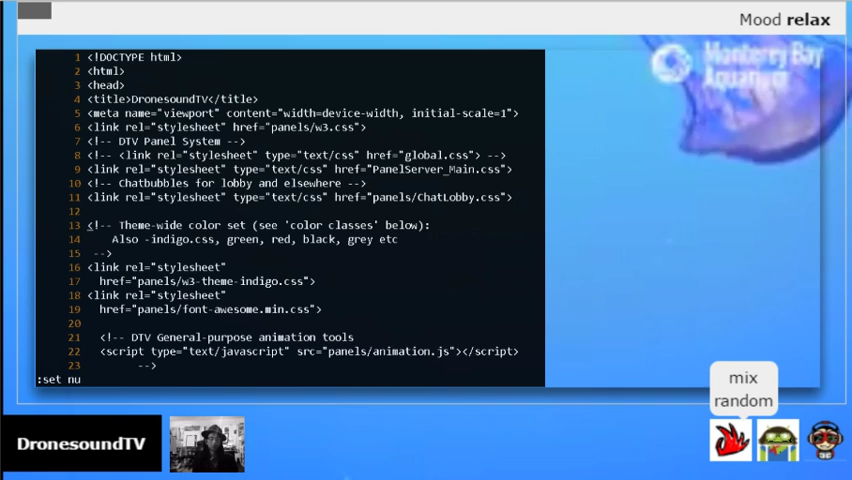 Mood relax
Monterey Bay
Aquarium
1 <!DOCTYPE html>
2 <html>
3 <head>
4 <title>DronesoundTV</title>
5 <meta name="viewport" content="width=device-width, initial-scale=1">
6 <link rel="stylesheet" href="panels/w3.css">
7 <!-- DTV Panel System -->
8 <!-- <link rel="stylesheet" type="text/css" href="global.css"> -->
9 <link rel="stylesheet" type="text/css" href="PanelServer_Main.css">
10 <!-- Chatbubbles for lobby and elsewhere -->
11 <link rel="stylesheet" type="text/css" href="panels/ChatLobby.css">
12
13 <!-- Theme-wide color set (see 'color classes' below):
14 Also -indigo.css, green, red, black, grey etc
15 -->
16 <link rel="stylesheet"
17 href="panels/w3-theme-indigo.css">
18 <link rel="stylesheet"
19 href="panels/font-awesome.min.css">
20
21 <!-- DTV General-purpose animation tools
22 <script type="text/javascript" src="panels/animation.js"></script>
23 -->
:set nu
mix
random
DronesoundTV